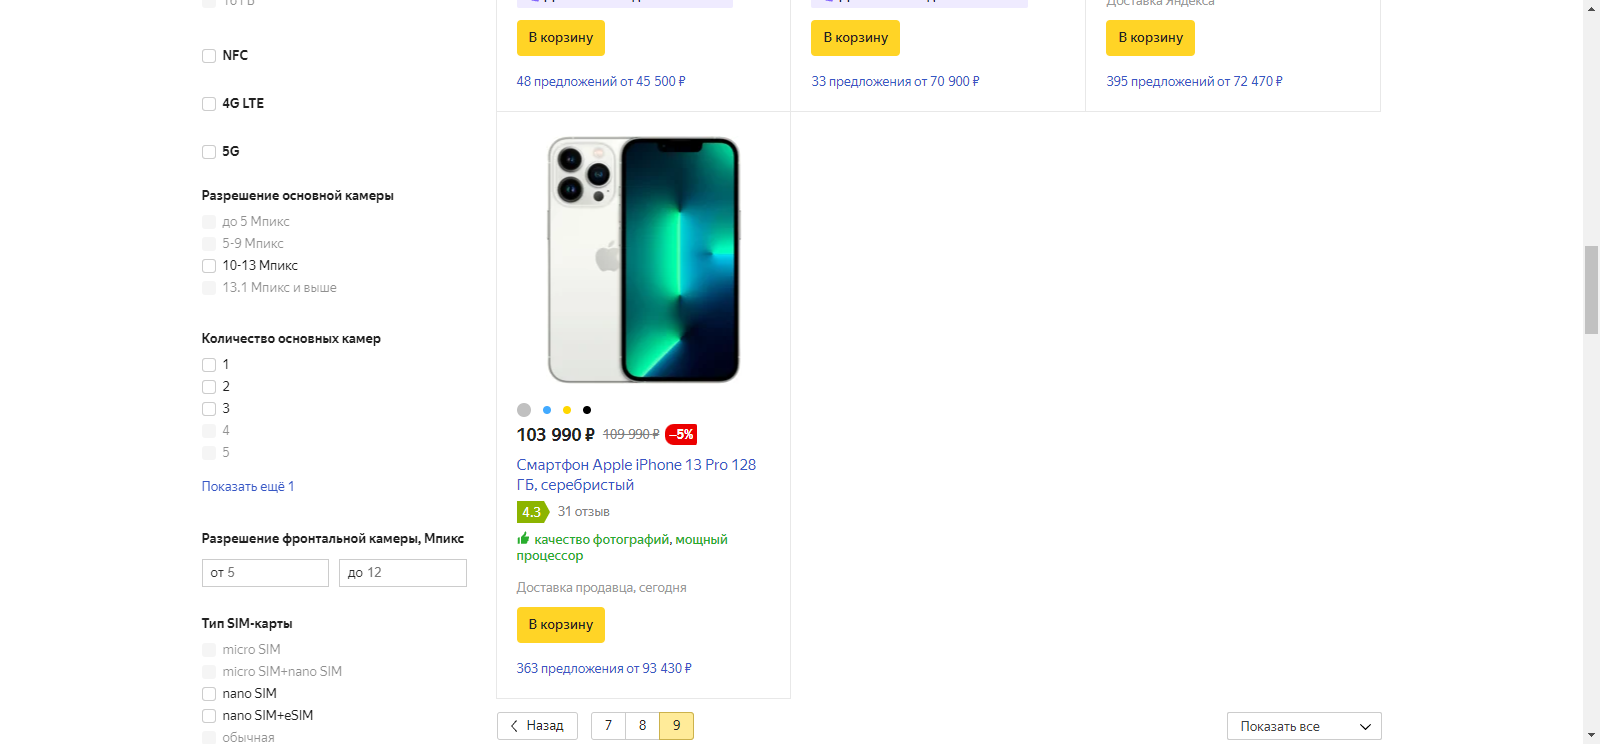 NFC
4G LTE
5G
Разрешение основной камеры
до 5 Мпикс
5-9 Мпикс
10-13 Мпикс
13.1 Мпикс и выше
Количество основных камер
1
2
3
4
5
Показать ещё 1
Разрешение фронтальной камеры, Мпикс
от 5
до 12
Тип SIM-карты
micro SIM
micro SIM+nano SIM
nano SIM
nano SIM+eSIM
обычная
В корзину
48 предложений от 45 500 ₽
В корзину
33 предложения от 70 900 ₽
Доставка Яндекса
В корзину
395 предложений от 72 470 ₽
103 990 ₽ 109 990 ₽ –5%
Смартфон Apple iPhone 13 Pro 128
ГБ, серебристый
4.3 31 отзыв
качество фотографий, мощный
процессор
Доставка продавца, сегодня
В корзину
363 предложения от 93 430 ₽
Назад 7 8 9
Показать все